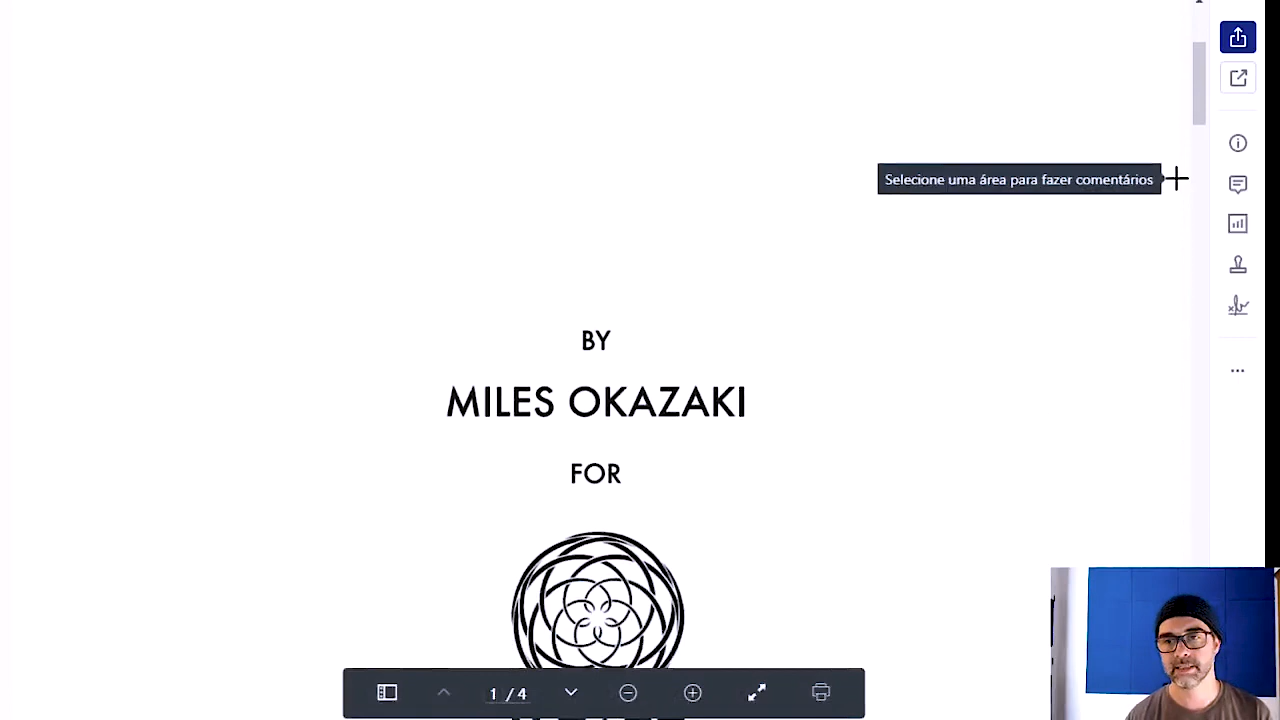 Selecione uma área para fazer comentários
BY
MILES OKAZAKI
FOR
1 / 4